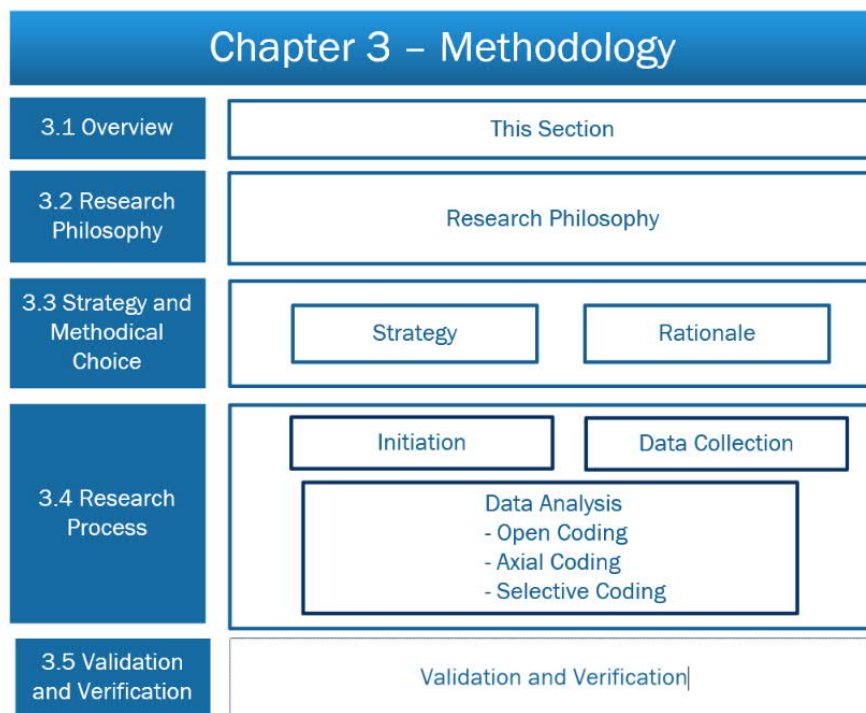 Chapter 3 – Methodology
3.1 Overview
This Section
3.2 Research
Philosophy
Research Philosophy
3.3 Strategy and
Methodical
Choice
Strategy
Rationale
3.4 Research
Process
Initiation
Data Collection
Data Analysis
- Open Coding
- Axial Coding
- Selective Coding
3.5 Validation
and Verification
Validation and Verification